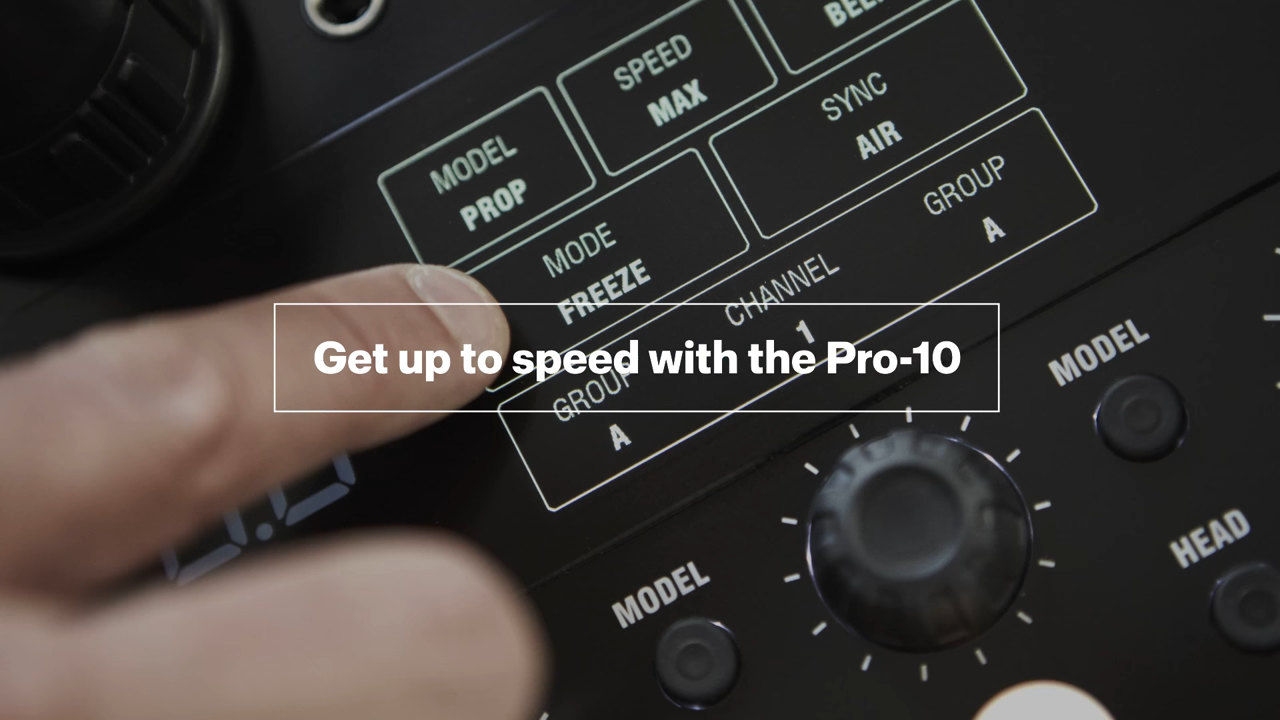 SPEED
MAX
SYNC
AIR
MODEL
PROP
MODE
FREEZE
GROUP
A
CHANNEL
1
GROUP
A
Get up to speed with the Pro-10
MODEL
HEAD
MODEL